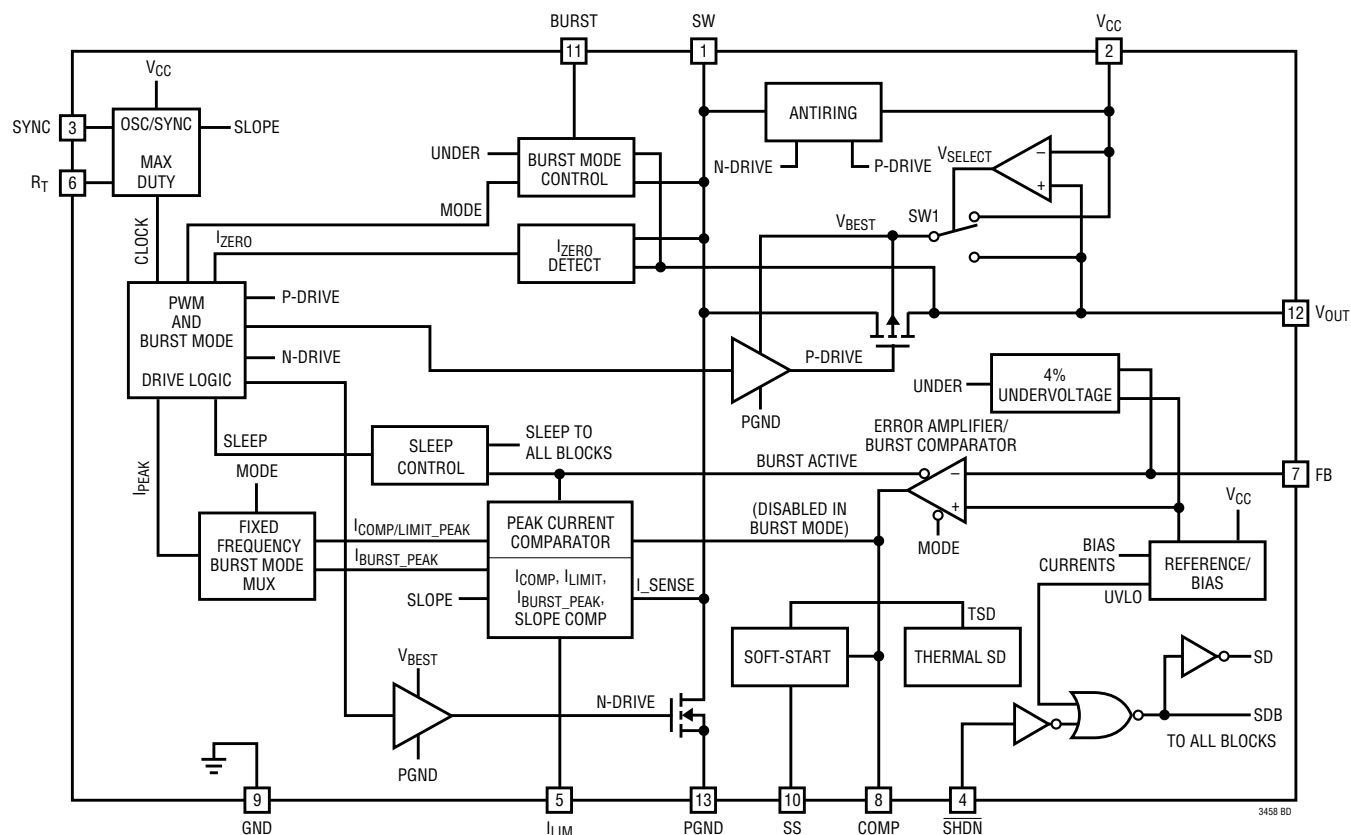 BURST
SW
VCC
11
1
2
VCC
SYNC
3
OSC/SYNC
SLOPE
MAX
DUTY
RT
6
ANTIRING
N-DRIVE
P-DRIVE
UNDER
BURST MODE
CONTROL
VSELECT
–
+
MODE
CLOCK
IZERO
IZERO
DETECT
VBEST
SW1
PWM
AND
BURST MODE
DRIVE LOGIC
P-DRIVE
N-DRIVE
12
VOUT
P-DRIVE
PGND
UNDER
4%
UNDERVOLTAGE
ERROR AMPLIFIER/
BURST COMPARATOR
SLEEP
SLEEP
CONTROL
SLEEP TO
ALL BLOCKS
BURST ACTIVE
–
+
7
FB
IPEAK
MODE
(DISABLED IN
BURST MODE)
MODE
VCC
FIXED
FREQUENCY
BURST MODE
MUX
ICOMP/LIMIT_PEAK
IBURST_PEAK
PEAK CURRENT
COMPARATOR
BIAS
CURRENTS
REFERENCE/
BIAS
UVLO
SLOPE
ICOMP, ILIMIT,
IBURST_PEAK,
SLOPE COMP
I_SENSE
TSD
SOFT-START
THERMAL SD
VBEST
N-DRIVE
PGND
SD
SDB
TO ALL BLOCKS
9
5
13
10
8
4
GND
ILIM
PGND
SS
COMP
SHDN
3458 BD